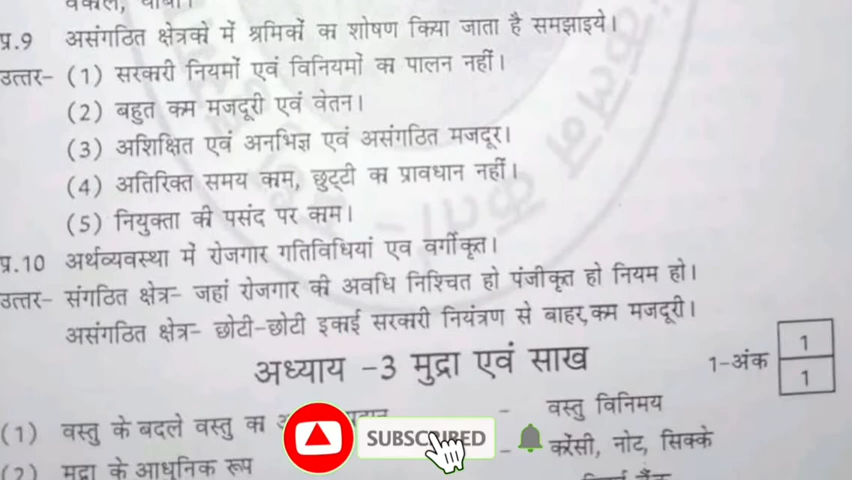 वकील, धोबी।
प्र.9 असंगठित क्षेत्रकों में श्रमिकों का शोषण किया जाता है समझाइये।
उत्तर- (1) सरकारी नियमों एवं विनियमों का पालन नहीं।
(2) बहुत कम मजदूरी एवं वेतन।
(3) अशिक्षित एवं अनभिज्ञ एवं असंगठित मजदूर।
(4) अतिरिक्त समय काम, छुट्टी का प्रावधान नहीं।
(5) नियुक्ता की पसंद पर काम।
प्र.10 अर्थव्यवस्था में रोजगार गतिविधियां एव वर्गीकृत।
उत्तर- संगठित क्षेत्र- जहां रोजगार की अवधि निश्चित हो पंजीकृत हो नियम हो।
असंगठित क्षेत्र- छोटी-छोटी इकाई सरकारी नियंत्रण से बाहर, कम मजदूरी।
अध्याय -3 मुद्रा एवं साख 1-अंक 1
1
(1) वस्तु के बदले वस्तु का - वस्तु विनिमय
SUBSCRIBED
(2) मुद्रा के आधुनिक रूप - करेंसी, नोट, सिक्के